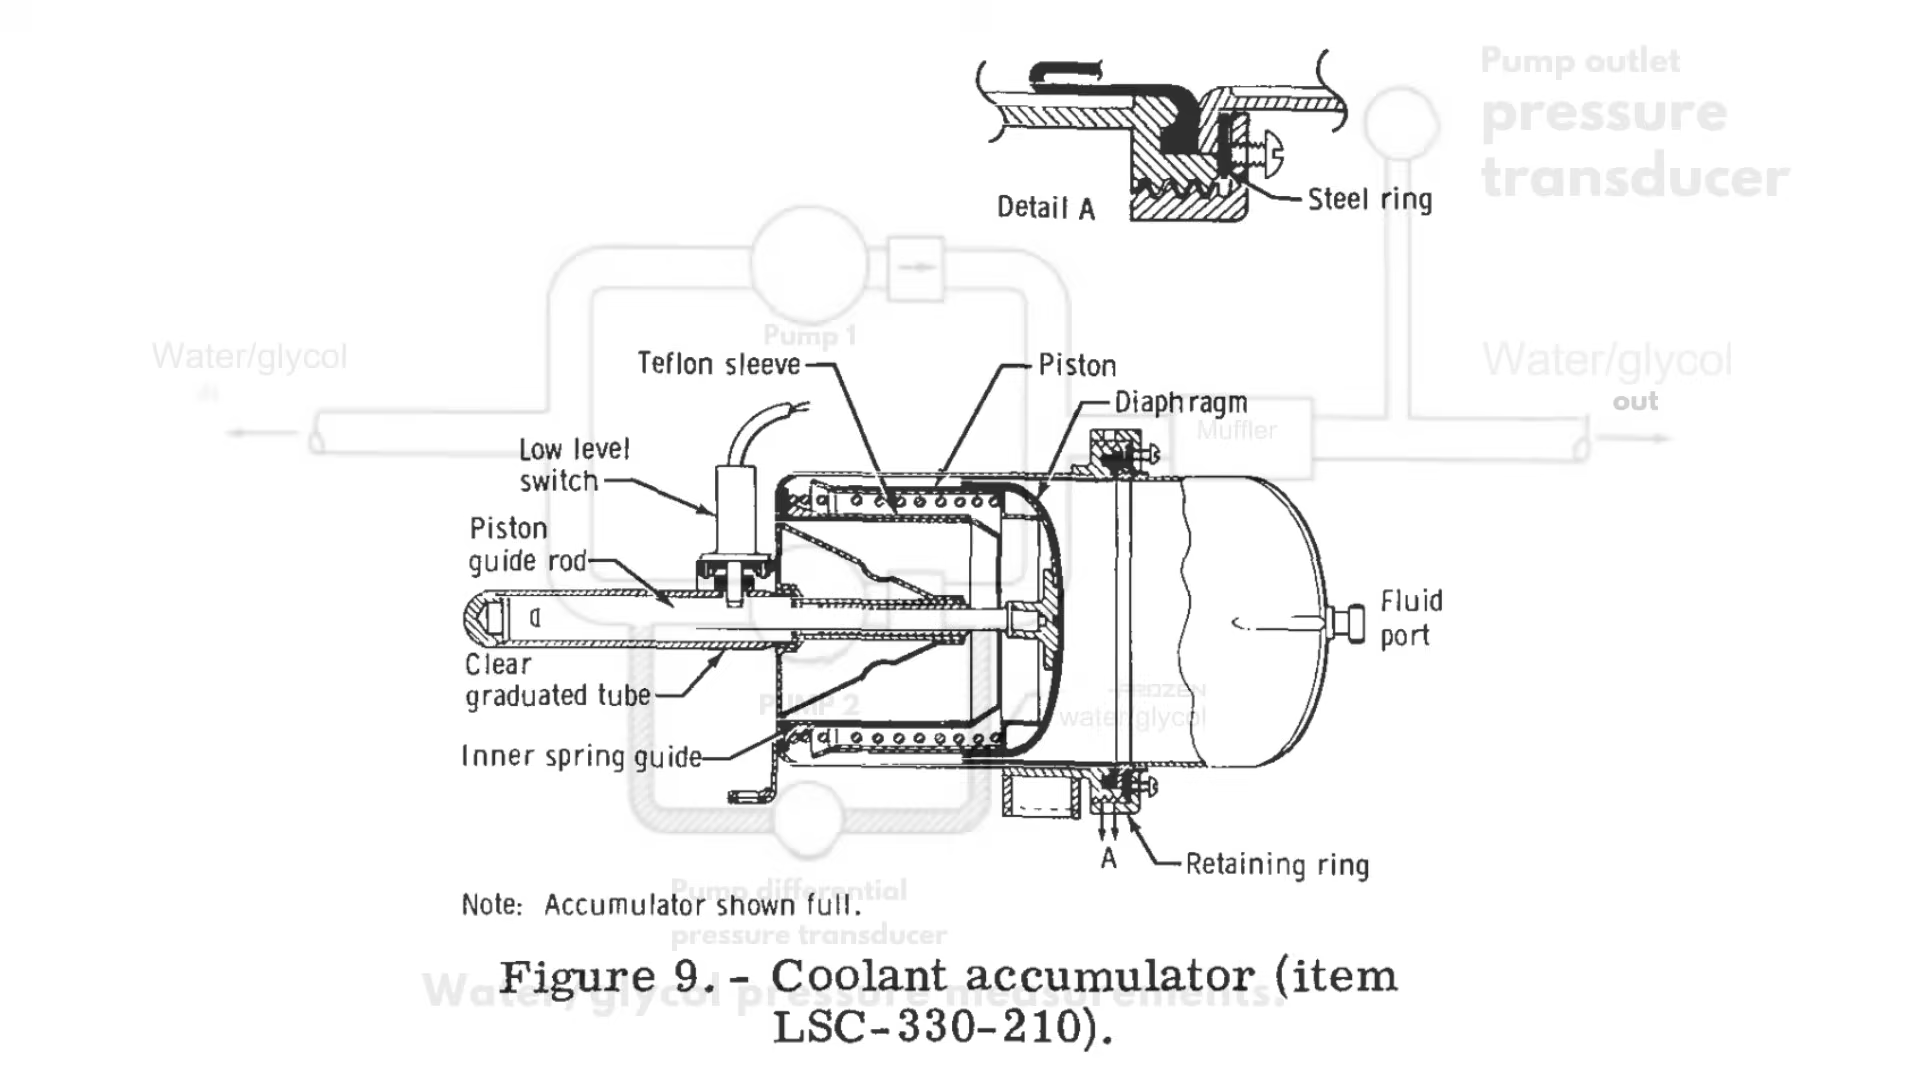 Pump outlet
pressure
transducer
Steel ring
Detail A
Pump 1
Water/glycol
Teflon sleeve
Piston
Water/glycol
out
Diaphragm
Muffler
Low level
switch
Piston
guide rod
Fluid
port
Clear
graduated tube
PUMP 2
FROZEN
water/glycol
Inner spring guide
A
Retaining ring
Pump differential
Note: Accumulator shown full.
pressure transducer
Figure 9. - Coolant accumulator (item
Water/glycol pressure measurements.
LSC-330-210).